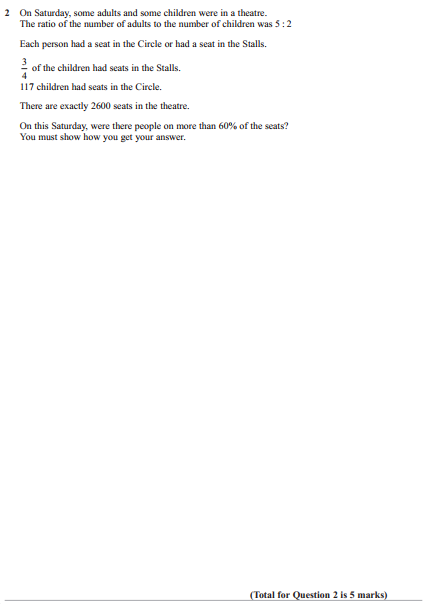 2 On Saturday, some adults and some children were in a theatre.
The ratio of the number of adults to the number of children was 5 : 2
Each person had a seat in the Circle or had a seat in the Stalls.
3/4 of the children had seats in the Stalls.
117 children had seats in the Circle.
There are exactly 2600 seats in the theatre.
On this Saturday, were there people on more than 60% of the seats?
You must show how you get your answer.
(Total for Question 2 is 5 marks)